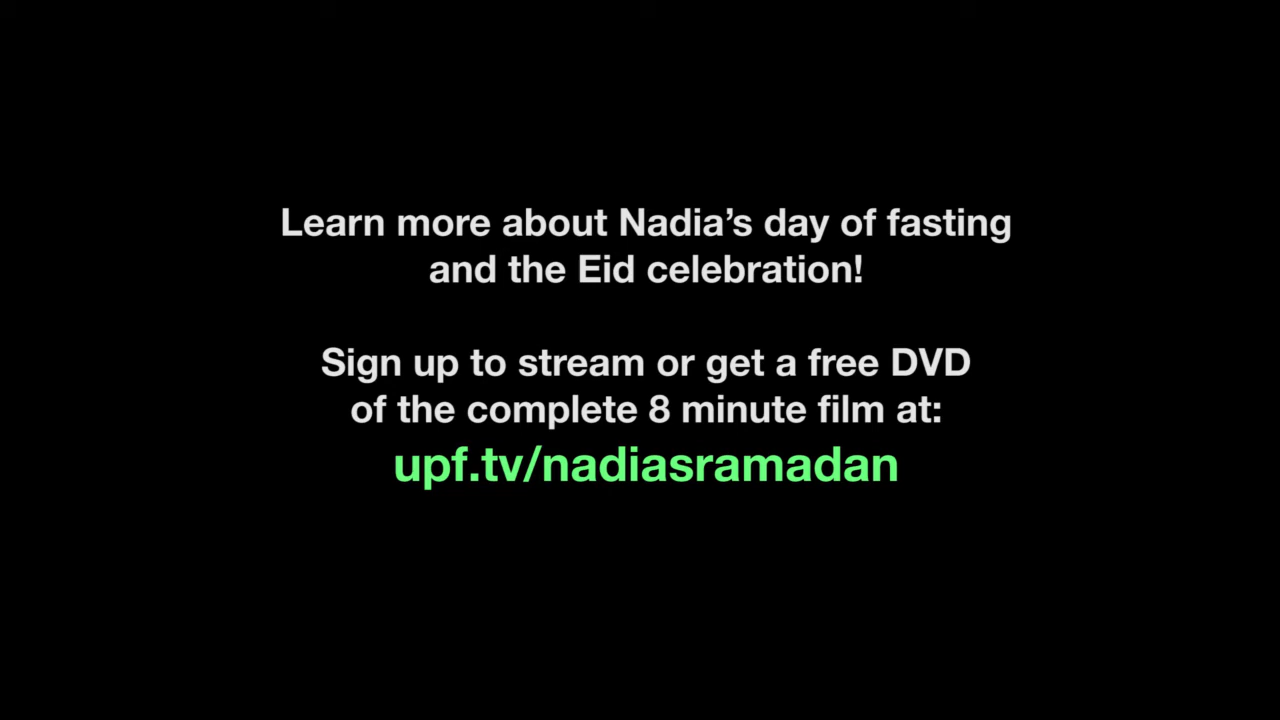 Learn more about Nadia’s day of fasting
and the Eid celebration!
Sign up to stream or get a free DVD
of the complete 8 minute film at:
upf.tv/nadiasramadan